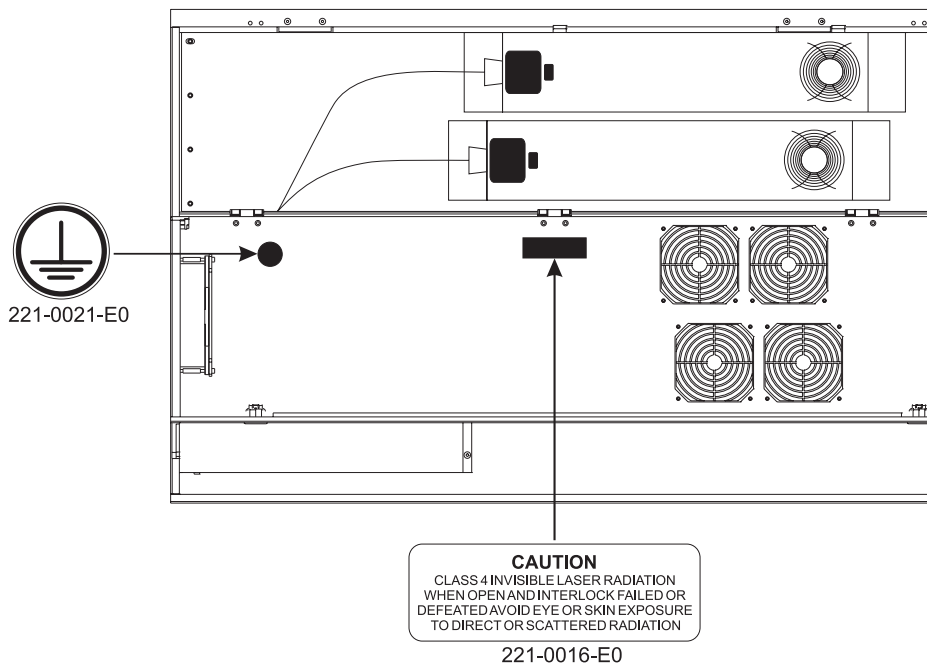 221-0021-E0
CAUTION
CLASS 4 INVISIBLE LASER RADIATION
WHEN OPEN AND INTERLOCK FAILED OR
DEFEATED AVOID EYE OR SKIN EXPOSURE
TO DIRECT OR SCATTERED RADIATION
221-0016-E0